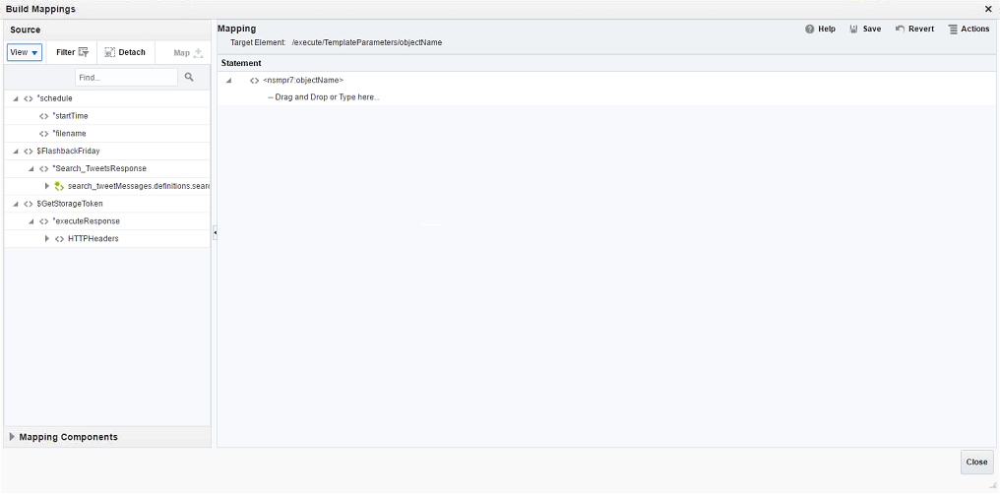 Build Mappings
Source
View
Filter
Detach
Map
Find...
*schedule
*startTime
*filename
$FlashbackFriday
*Search_TweetsResponse
search_tweetMessages.definitions.sear
$GetStorageToken
*executeResponse
HTTPHeaders
Mapping Components
Mapping
Help
Save
Revert
Actions
Target Element: /execute/TemplateParameters/objectName
Statement
<nsmpr7:objectName>
-- Drag and Drop or Type here...
Close